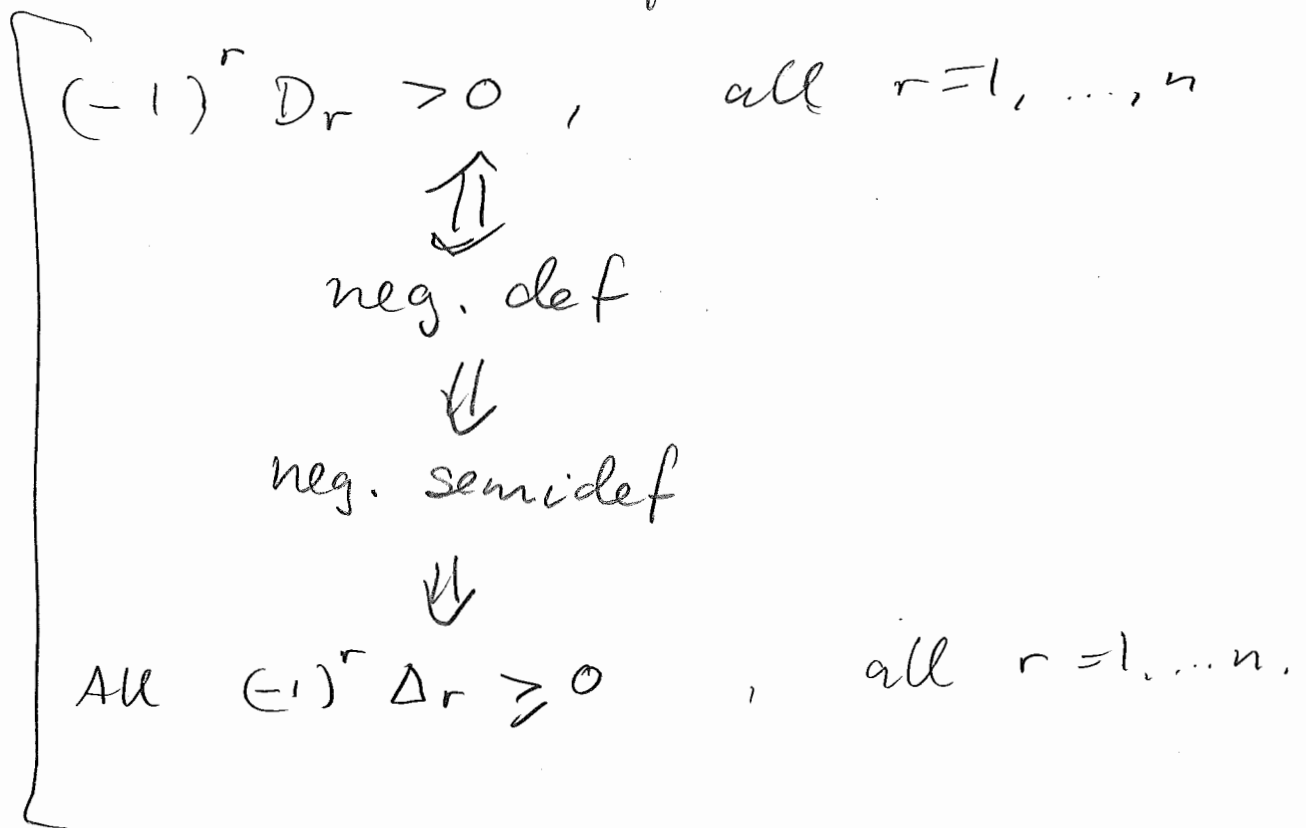 (-1)^r D_r > 0 , all r=1, ..., n
⇕
neg. def
⇓
neg. semidef
⇓
All (-1)^r Δ_r ≥ 0 , all r=1, ... n.